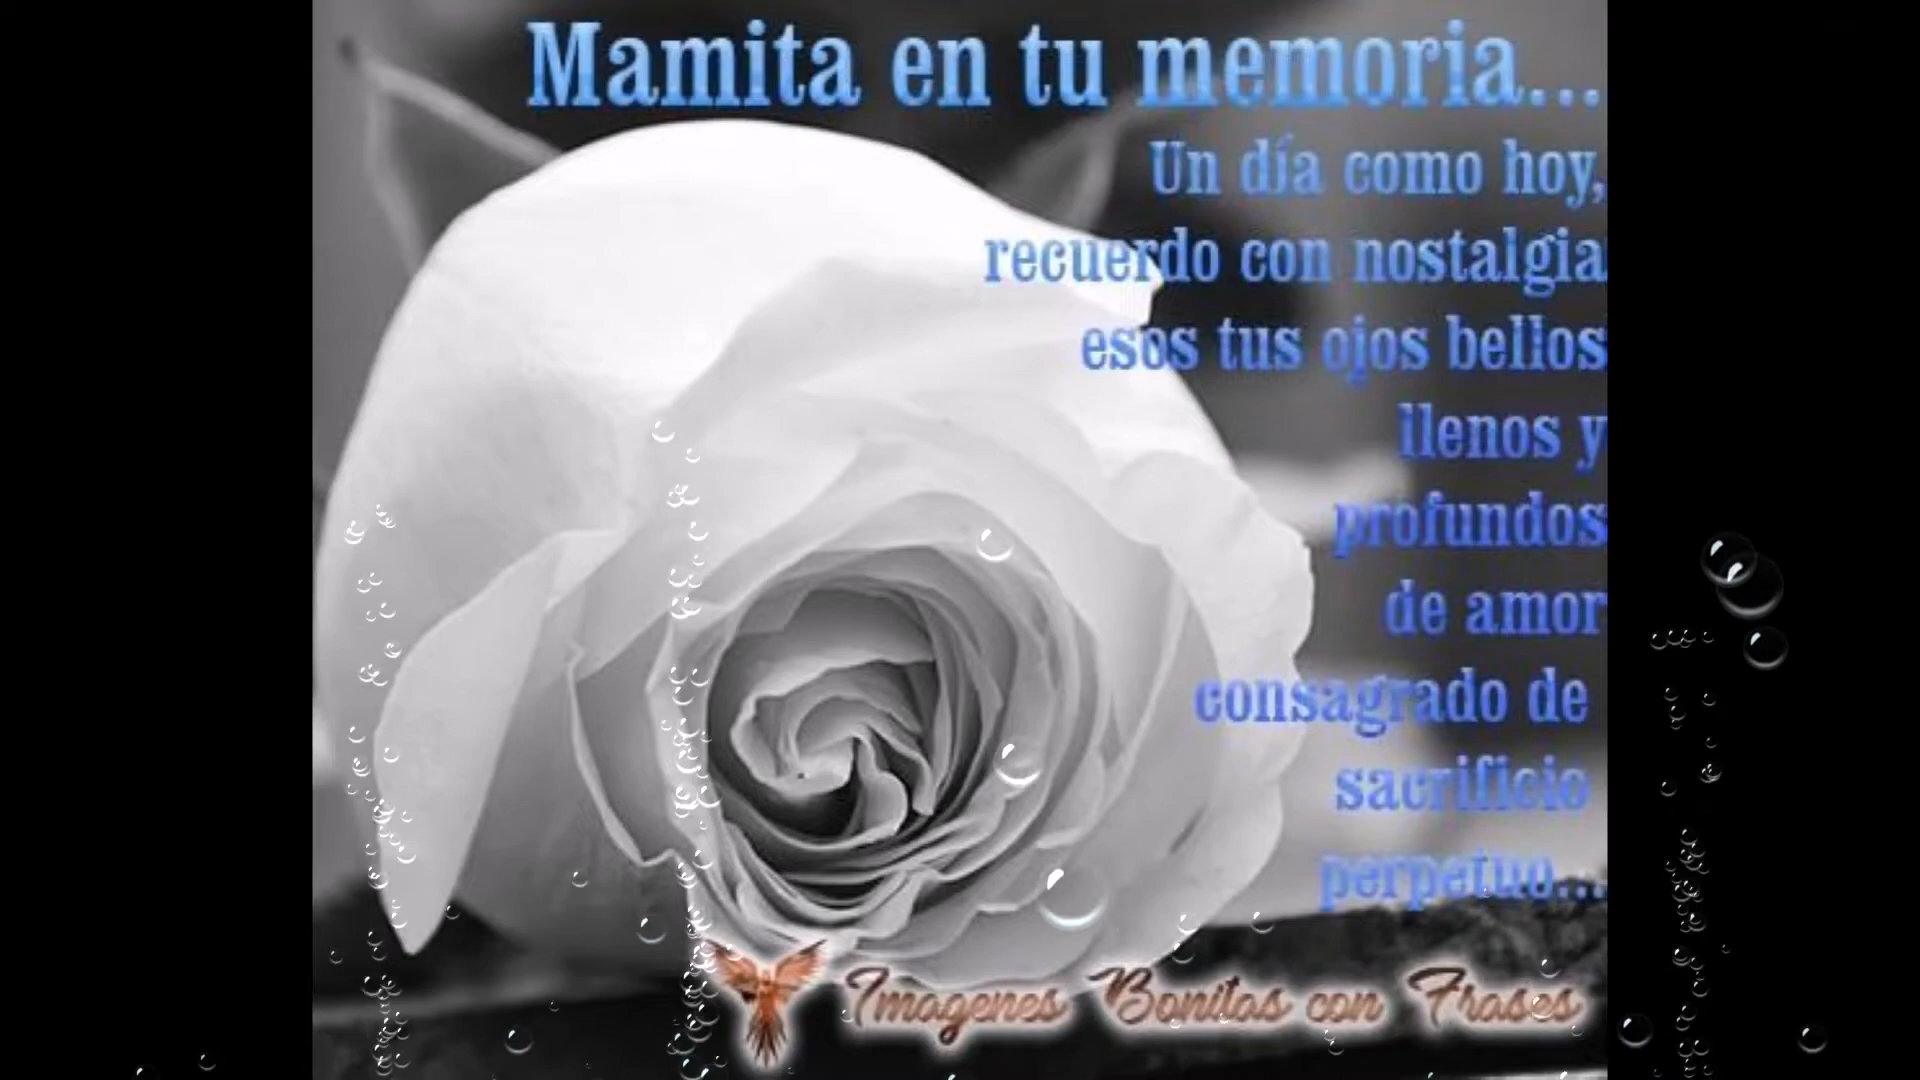 Mamita en tu memoria...
Un día como hoy,
recuerdo con nostalgia
esos tus ojos bellos
llenos y
profundos
de amor
consagrado de
sacrificio
perpetuo...
Imagenes Bonitas con Frases